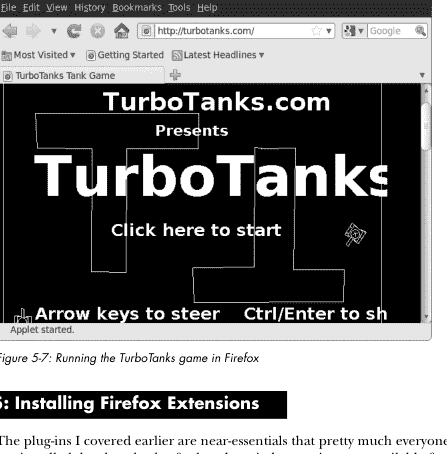 File Edit View History Bookmarks Tools Help
http://turbotanks.com/ Google
Most Visited Getting Started Latest Headlines
TurboTanks Tank Game
TurboTanks.com
Presents
TurboTanks
Click here to start
Arrow keys to steer Ctrl/Enter to sh
Applet started.
Figure 5-7: Running the TurboTanks game in Firefox
: Installing Firefox Extensions
The plug-ins I covered earlier are near-essentials that pretty much everyone